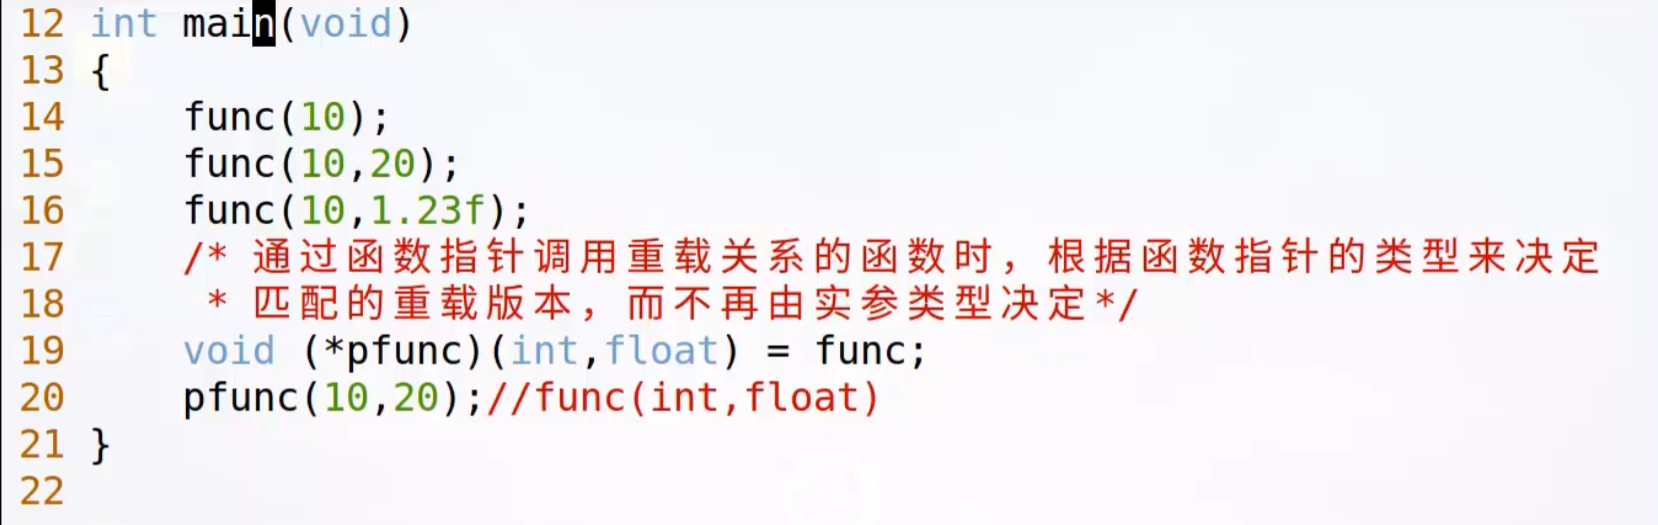 12 int main(void)
13 {
14     func(10);
15     func(10,20);
16     func(10,1.23f);
17     /* 通过函数指针调用重载关系的函数时，根据函数指针的类型来决定
18      * 匹配的重载版本，而不再由实参类型决定*/
19     void (*pfunc)(int,float) = func;
20     pfunc(10,20);//func(int,float)
21 }
22